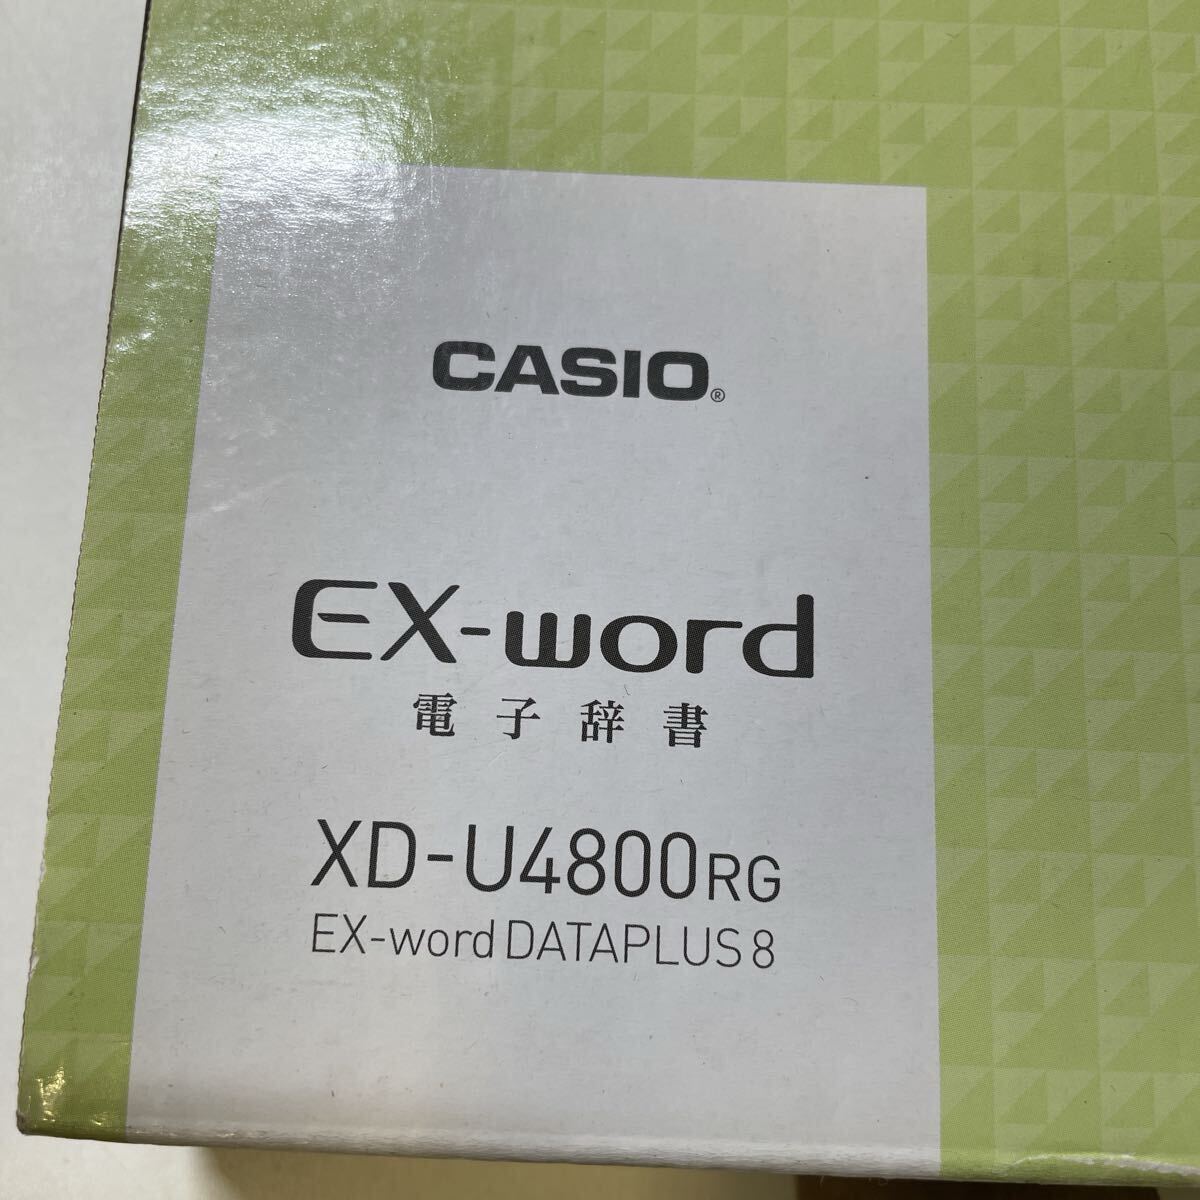 CASIO®
EX-word
電子辞書
XD-U4800RG
EX-word DATAPLUS 8